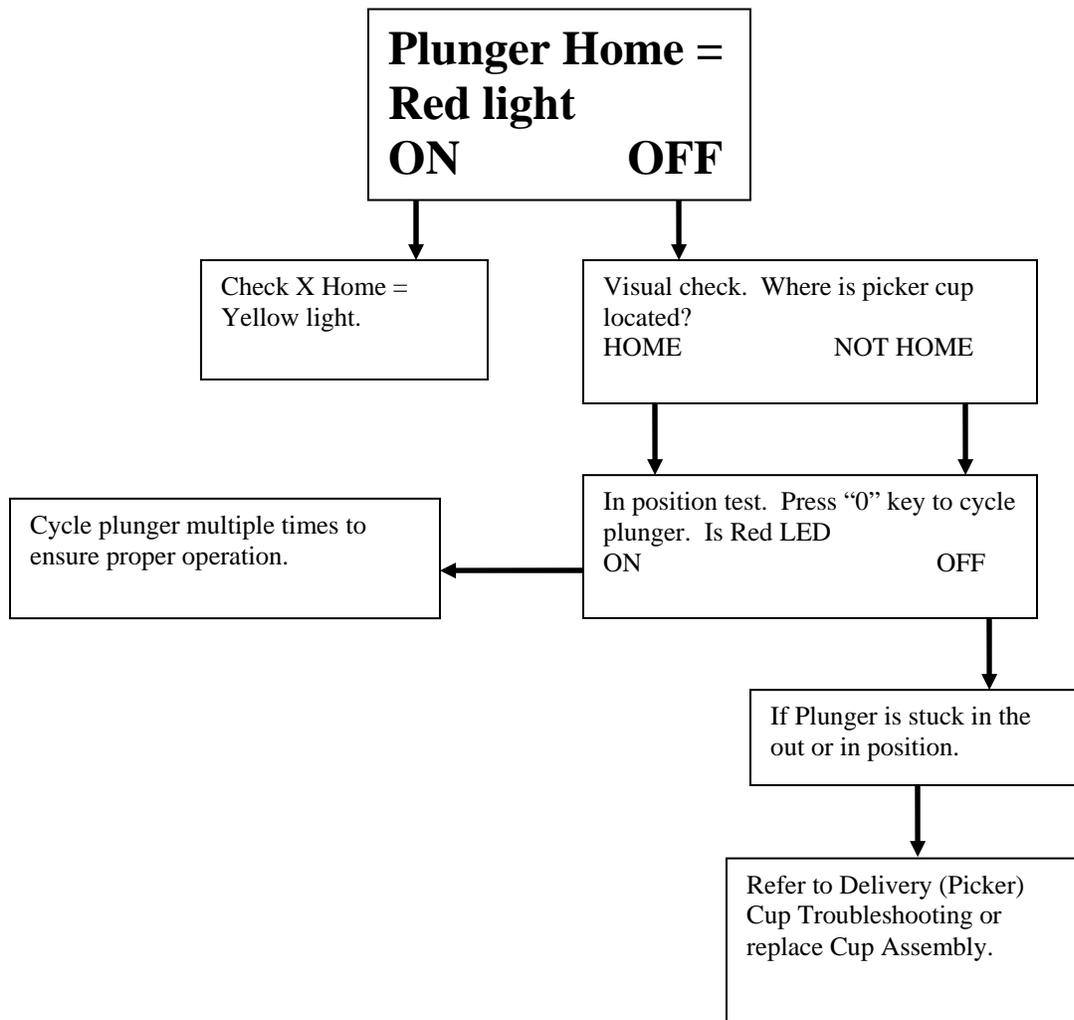 Plunger Home =
Red light
ON OFF
Check X Home =
Yellow light.
Visual check. Where is picker cup
located?
HOME NOT HOME
In position test. Press “0” key to cycle
plunger. Is Red LED
ON OFF
Cycle plunger multiple times to
ensure proper operation.
If Plunger is stuck in the
out or in position.
Refer to Delivery (Picker)
Cup Troubleshooting or
replace Cup Assembly.